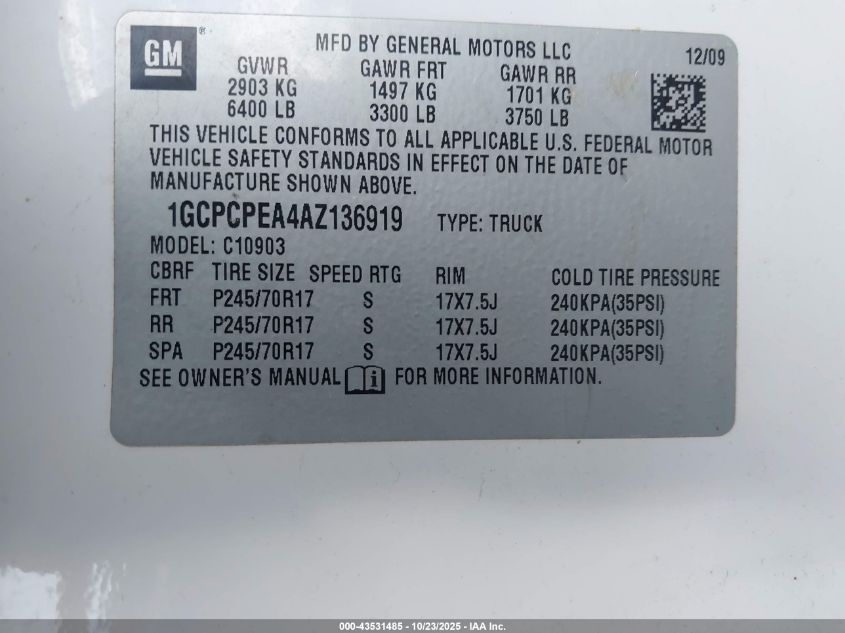 GM®
MFD BY GENERAL MOTORS LLC
12/09
GVWR GAWR FRT GAWR RR
2903 KG 1497 KG 1701 KG
6400 LB 3300 LB 3750 LB
THIS VEHICLE CONFORMS TO ALL APPLICABLE U.S. FEDERAL MOTOR
VEHICLE SAFETY STANDARDS IN EFFECT ON THE DATE OF
MANUFACTURE SHOWN ABOVE.
1GCPCPEA4AZ136919 TYPE: TRUCK
MODEL: C10903
CBRF TIRE SIZE SPEED RTG RIM COLD TIRE PRESSURE
FRT P245/70R17 S 17X7.5J 240KPA(35PSI)
RR P245/70R17 S 17X7.5J 240KPA(35PSI)
SPA P245/70R17 S 17X7.5J 240KPA(35PSI)
SEE OWNER'S MANUAL i FOR MORE INFORMATION.
000-43531485 - 10/23/2025 - IAA Inc.